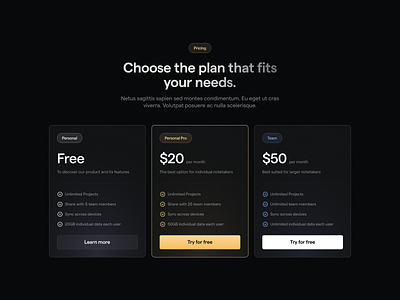 Pricing
Choose the plan that fits
your needs.
Netus sagittis sapien sed montes condimentum. Eu eget ut cras
viverra. Volutpat posuere ac nulla scelerisque.
Personal
Free
To discover our product and its features
Unlimited Projects
Share with 5 team members
Sync across devices
20GB individual data each user
Learn more
Personal Pro
$20 per month
The best option for individual notetakers
Unlimited Projects
Share with 25 team members
Sync across devices
50GB individual data each user
Try for free
Team
$50 per month
Best suited for larger notetakers
Unlimited Projects
Unlimited team members
Sync across devices
Unlimited individual data each user
Try for free